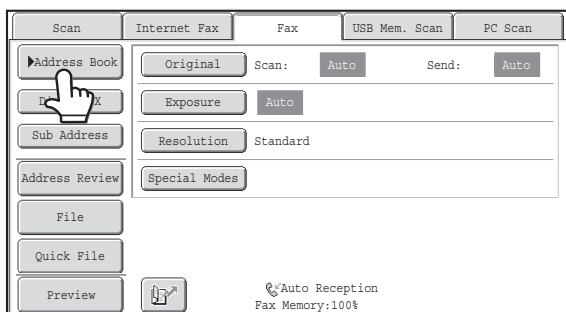 Scan Internet Fax Fax USB Mem. Scan PC Scan
Address Book
Original Scan: Auto Send: Auto
Exposure Auto
Sub Address
Resolution Standard
Address Review
Special Modes
File
Quick File
Preview
Auto Reception
Fax Memory:100%